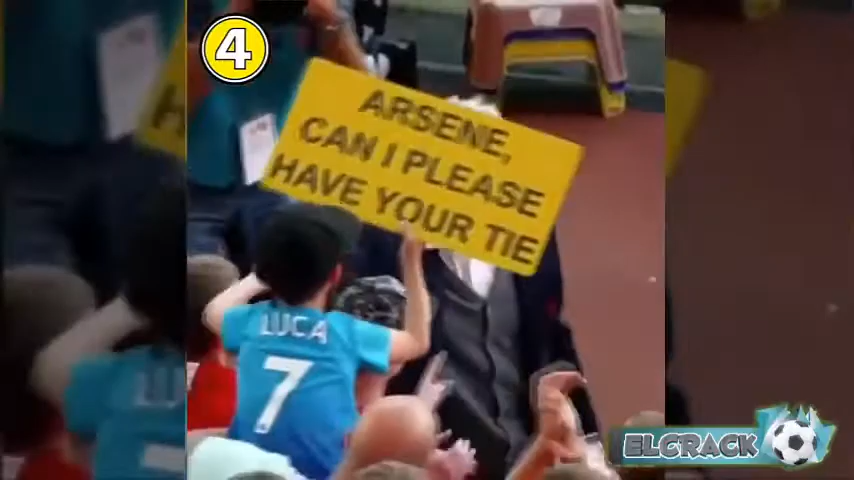 4
ARSENE,
CAN I PLEASE
HAVE YOUR TIE
LUCA
7
ELCRACK